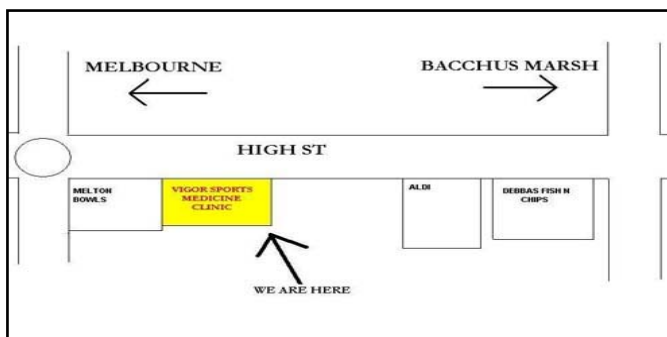 MELBOURNE
BACCHUS MARSH
HIGH ST
MELTON
BOWLS
VIGOR SPORTS
MEDICINE
CLINIC
ALDI
DEBBAS FISH N
CHIPS
WE ARE HERE